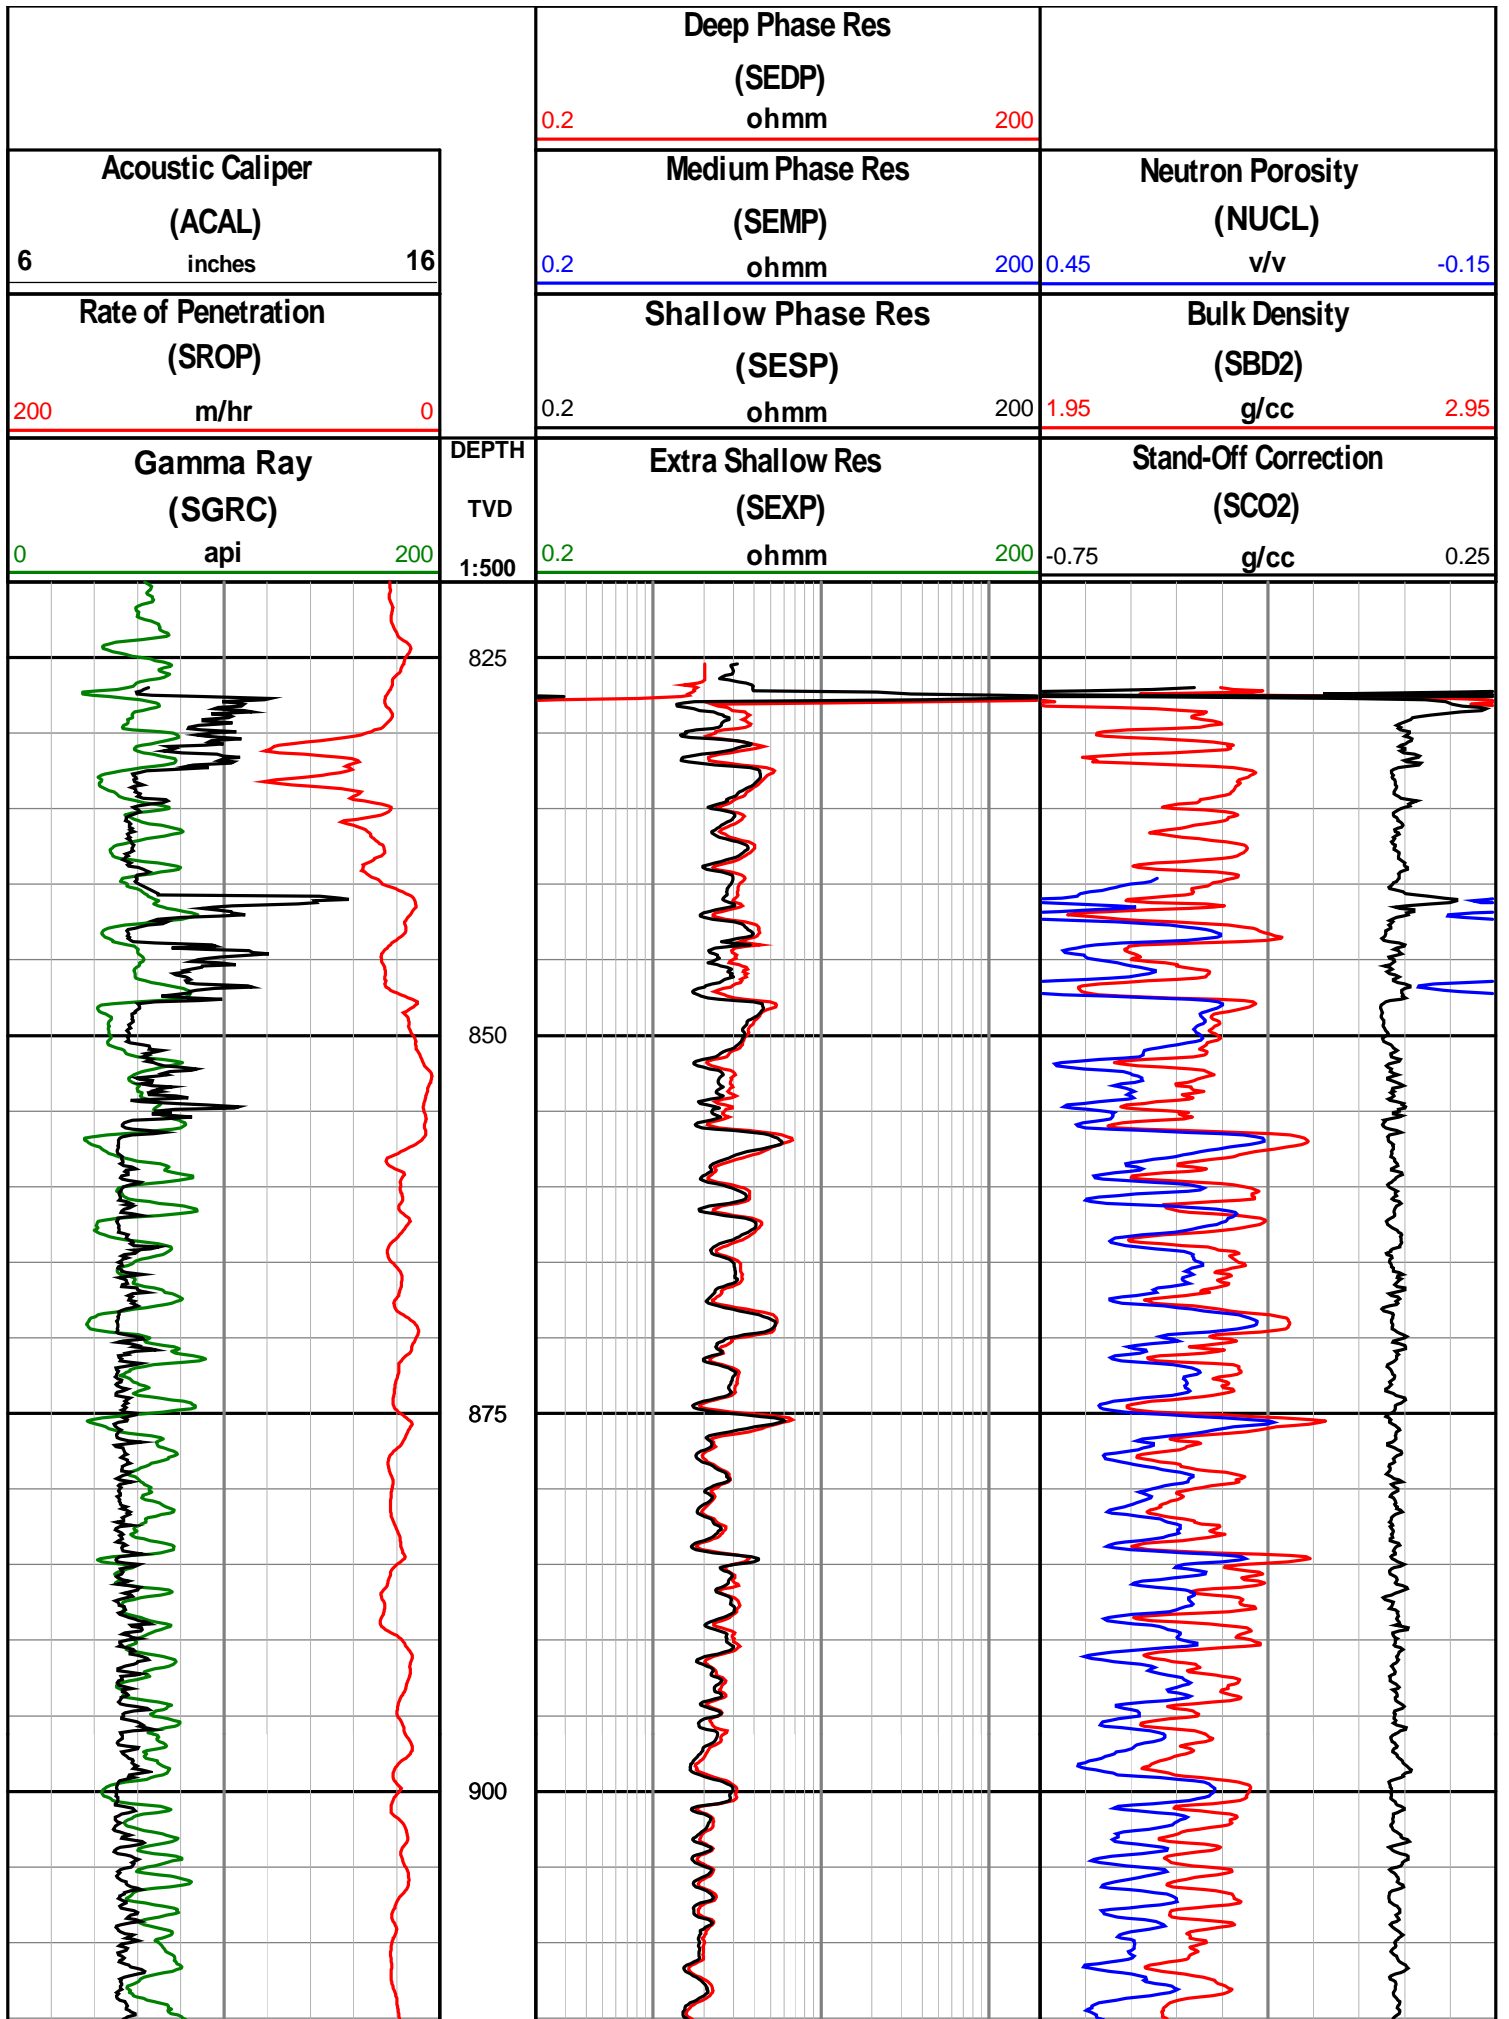 Deep Phase Res
(SEDP)
0.2 ohmm 200
Acoustic Caliper
(ACAL)
6 inches 16
Medium Phase Res
(SEMP)
0.2 ohmm 200
Neutron Porosity
(NUCL)
0.45 v/v -0.15
Rate of Penetration
(SROP)
200 m/hr 0
Shallow Phase Res
(SESP)
0.2 ohmm 200
Bulk Density
(SBD2)
1.95 g/cc 2.95
Gamma Ray
(SGRC)
0 api 200
DEPTH
TVD
1:500
Extra Shallow Res
(SEXP)
0.2 ohmm 200
Stand-Off Correction
(SCO2)
-0.75 g/cc 0.25
825
850
875
900